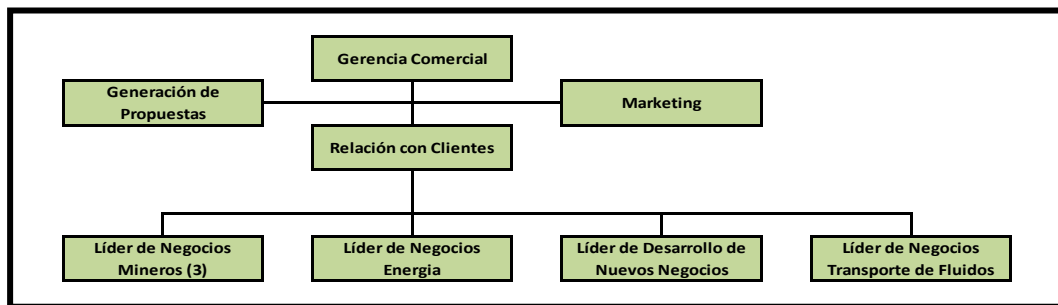 Gerencia Comercial
Generación de
Propuestas
Marketing
Relación con Clientes
Líder de Negocios
Mineros (3)
Líder de Negocios
Energia
Líder de Desarrollo de
Nuevos Negocios
Líder de Negocios
Transporte de Fluidos